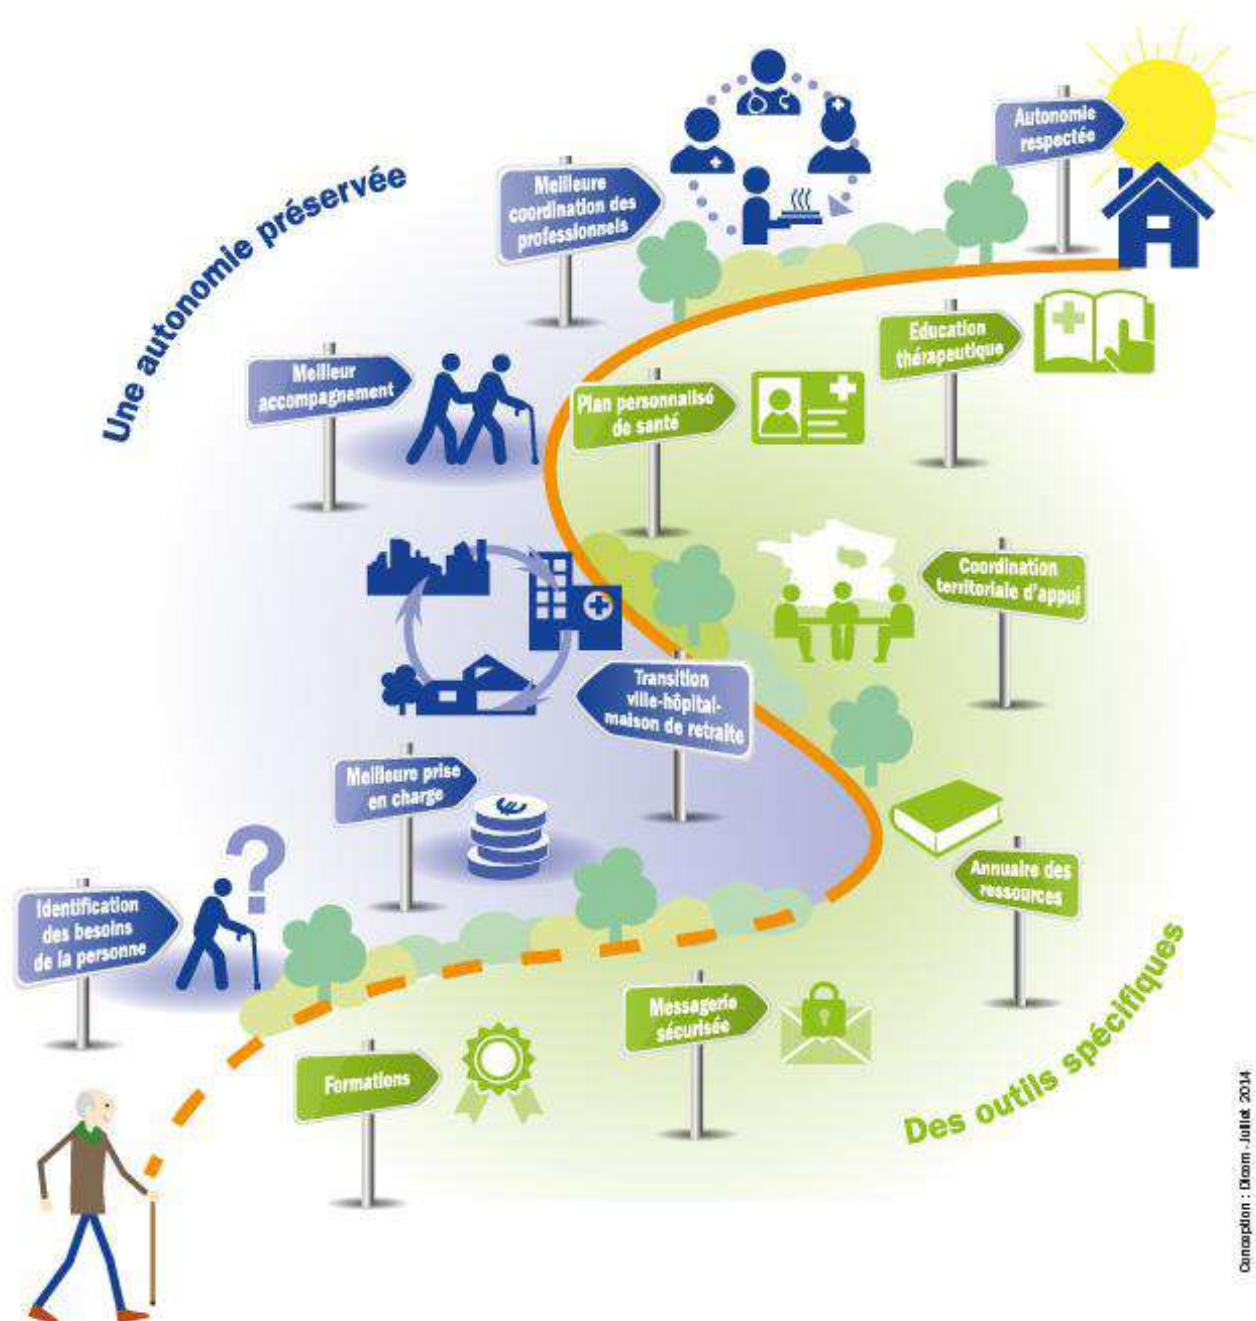 Autonomie
respectée
Meilleure
coordination des
professionnels
Une autonomie préservée
Education
thérapeutique
Meilleur
accompagnement
Plan personnalisé
de santé
Coordination
territoriale d'appui
Transition
ville-hôpital-
maison de retraite
Meilleure prise
en charge
Annuaire des
ressources
Identification
des besoins
de la personne
?
Messagerie
sécurisée
Formations
Des outils spécifiques
Conception : Dicom - Juillet 2014